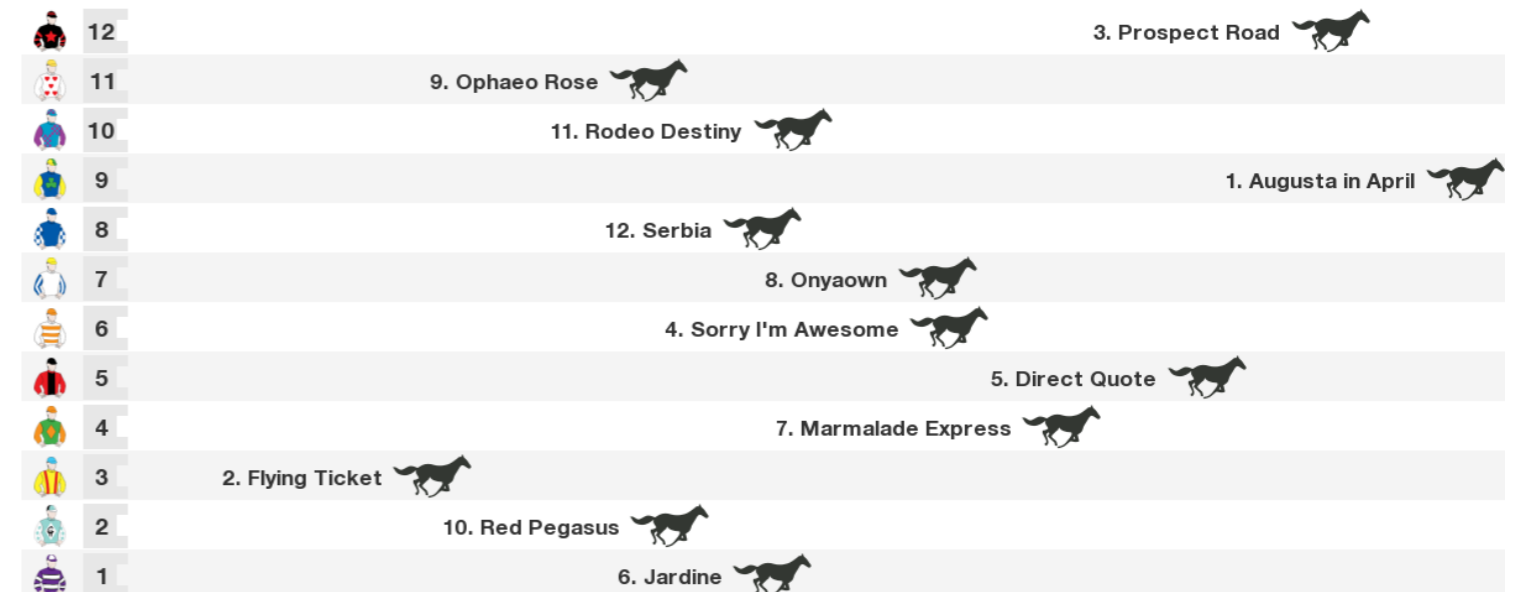 12 3. Prospect Road
11 9. Ophaeo Rose
10 11. Rodeo Destiny
9 1. Augusta in April
8 12. Serbia
7 8. Onyaown
6 4. Sorry I'm Awesome
5 5. Direct Quote
4 7. Marmalade Express
3 2. Flying Ticket
2 10. Red Pegasus
1 6. Jardine